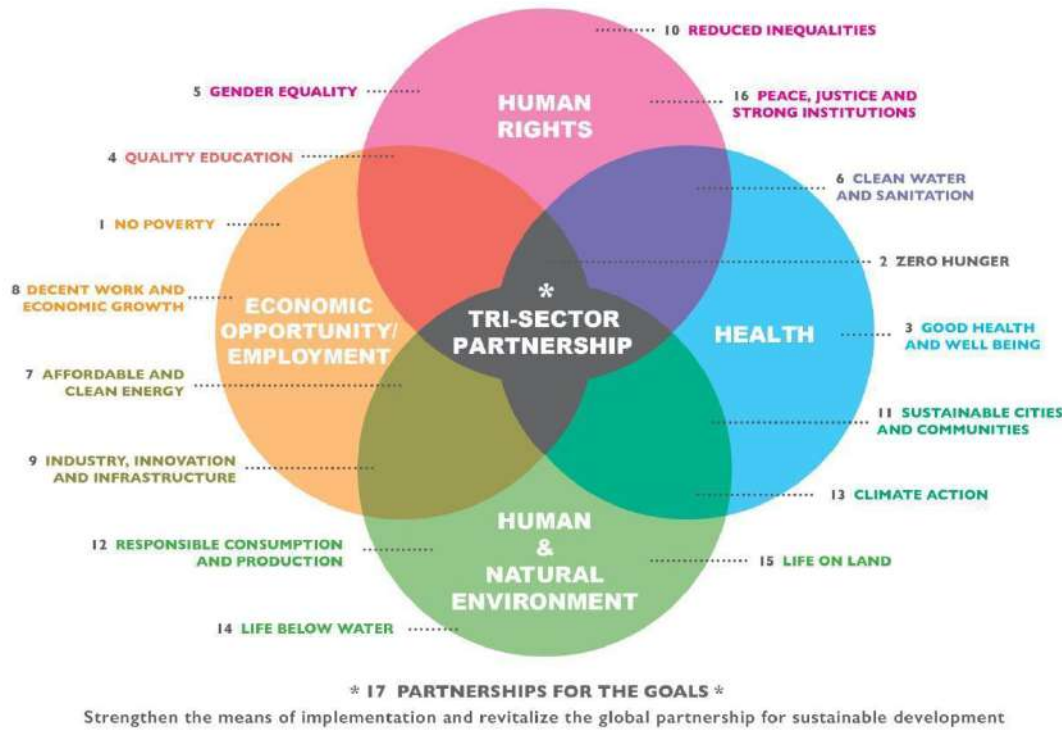 10 REDUCED INEQUALITIES
5 GENDER EQUALITY
HUMAN
RIGHTS
16 PEACE, JUSTICE AND
STRONG INSTITUTIONS
4 QUALITY EDUCATION
6 CLEAN WATER
AND SANITATION
1 NO POVERTY
2 ZERO HUNGER
8 DECENT WORK AND
ECONOMIC GROWTH
ECONOMIC
OPPORTUNITY/
EMPLOYMENT
*
TRI-SECTOR
PARTNERSHIP
HEALTH
3 GOOD HEALTH
AND WELL BEING
7 AFFORDABLE AND
CLEAN ENERGY
11 SUSTAINABLE CITIES
AND COMMUNITIES
9 INDUSTRY, INNOVATION
AND INFRASTRUCTURE
13 CLIMATE ACTION
HUMAN
&
NATURAL
ENVIRONMENT
12 RESPONSIBLE CONSUMPTION
AND PRODUCTION
15 LIFE ON LAND
14 LIFE BELOW WATER
* 17 PARTNERSHIPS FOR THE GOALS *
Strengthen the means of implementation and revitalize the global partnership for sustainable development